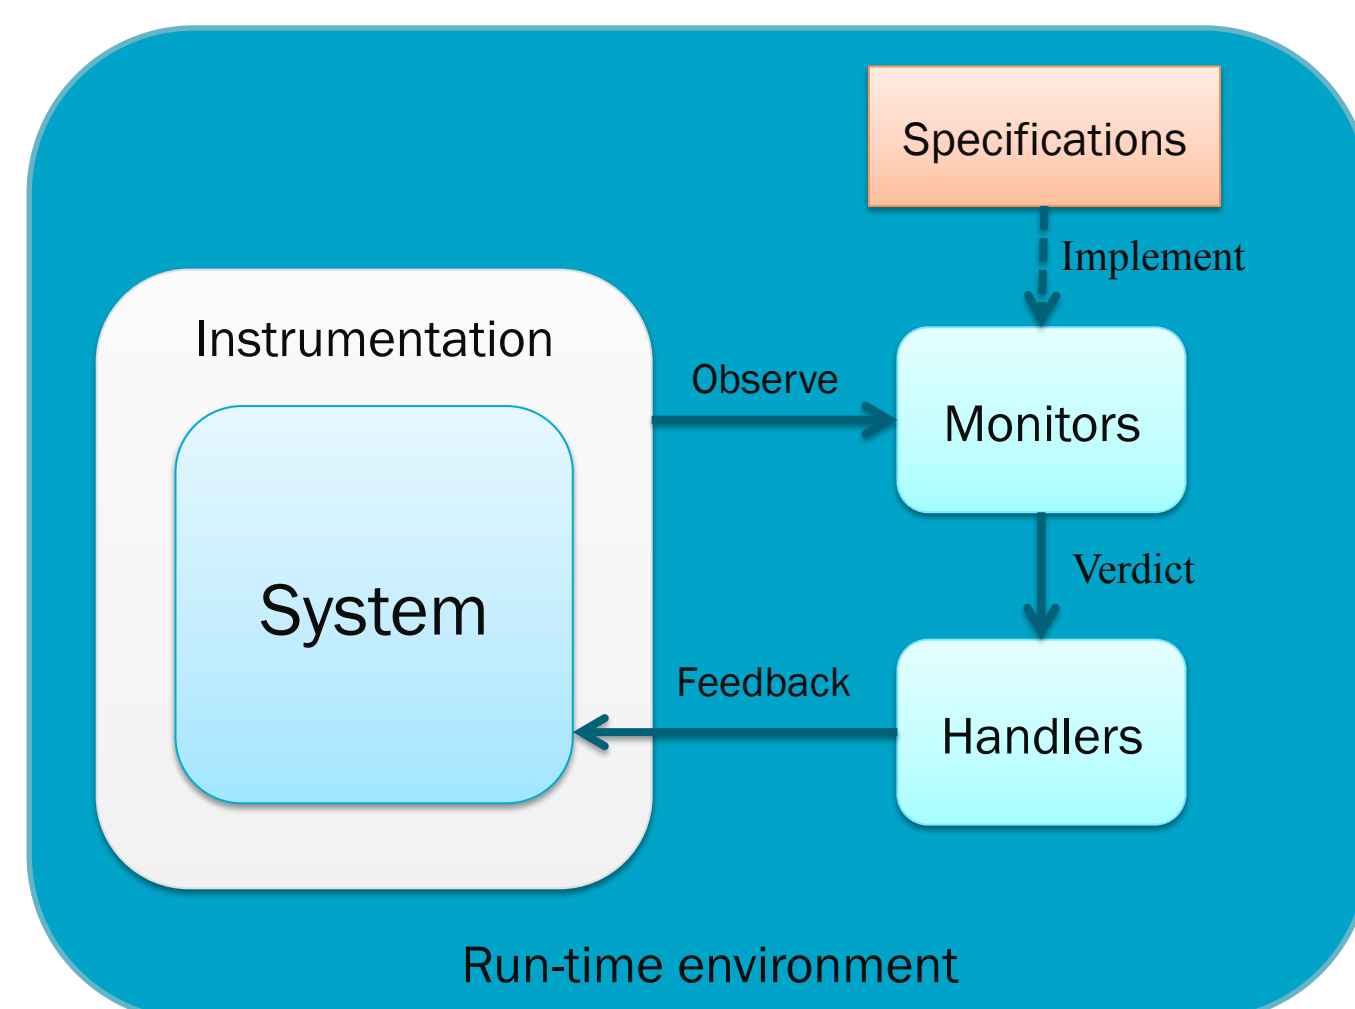 Specifications
Implement
Instrumentation
Observe
Monitors
System
Verdict
Feedback
Handlers
Run-time environment